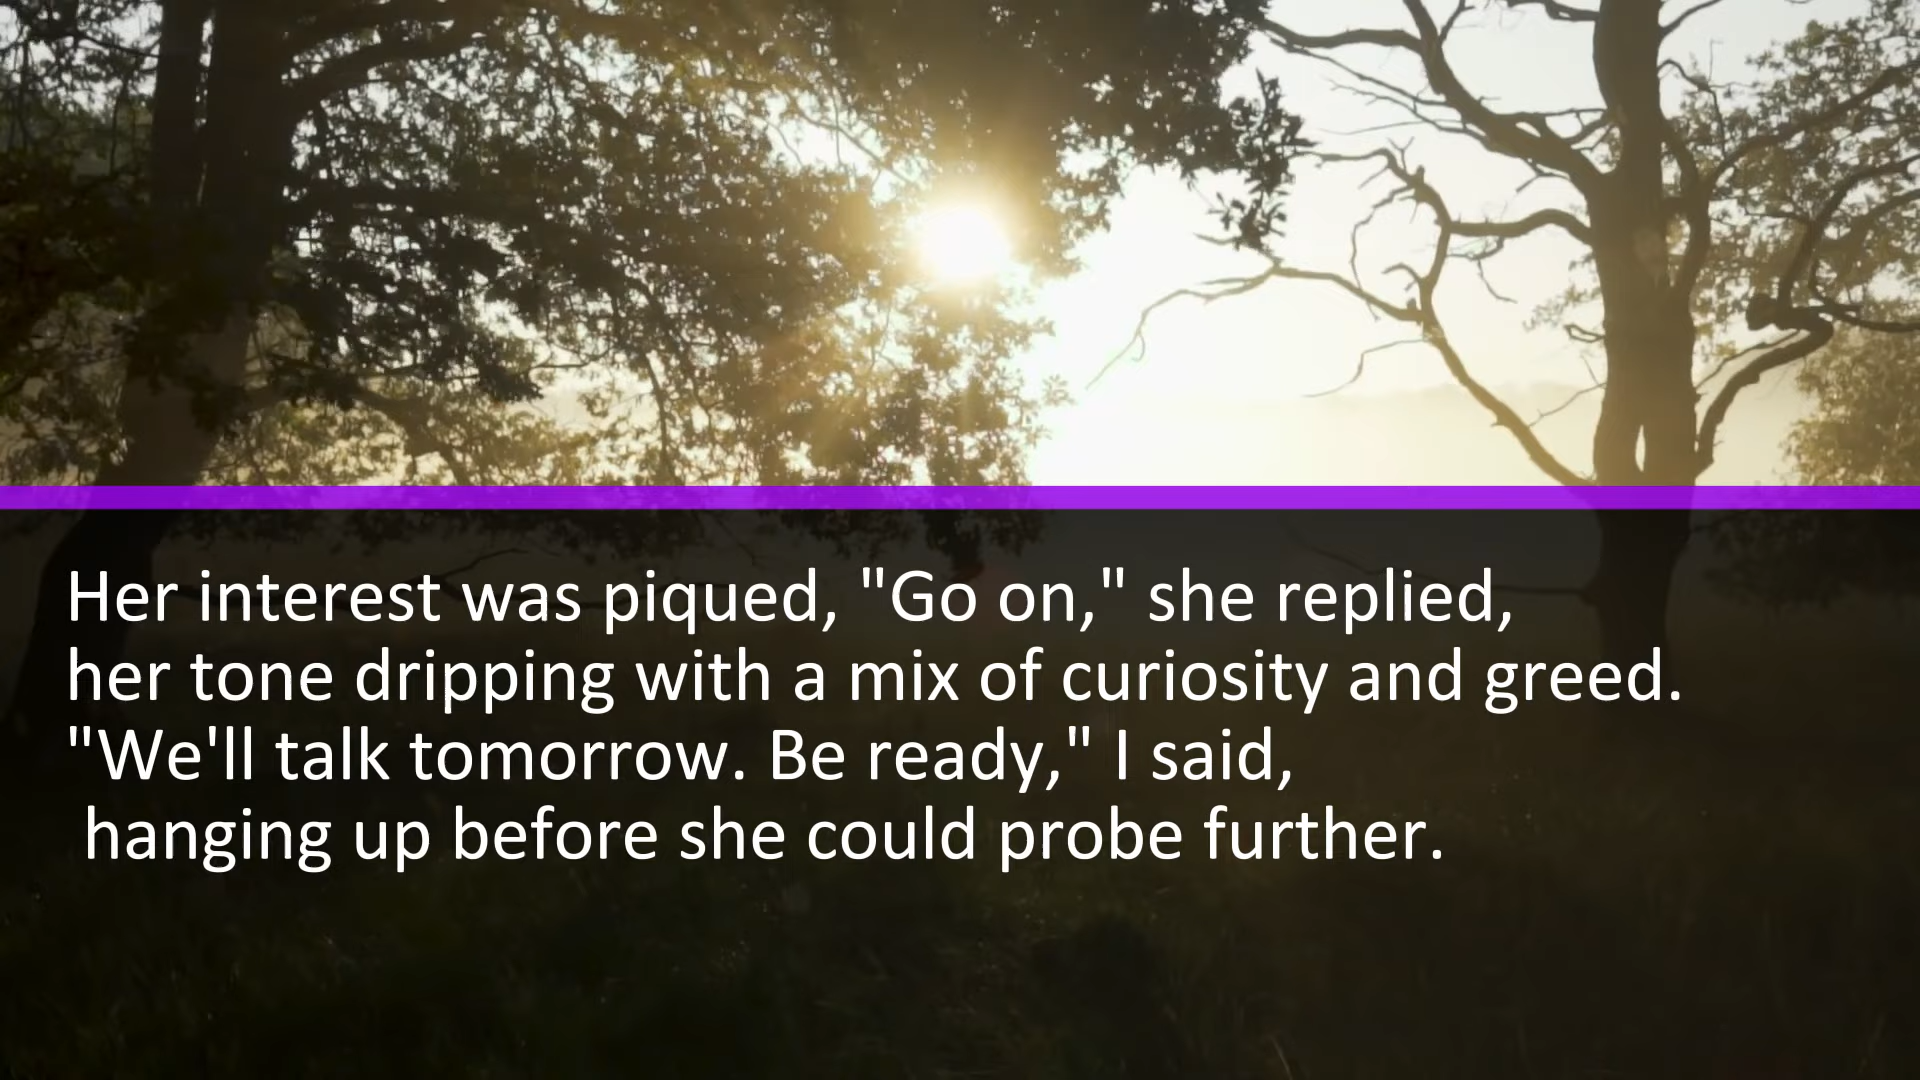 Her interest was piqued, "Go on," she replied,
her tone dripping with a mix of curiosity and greed.
"We'll talk tomorrow. Be ready," I said,
hanging up before she could probe further.